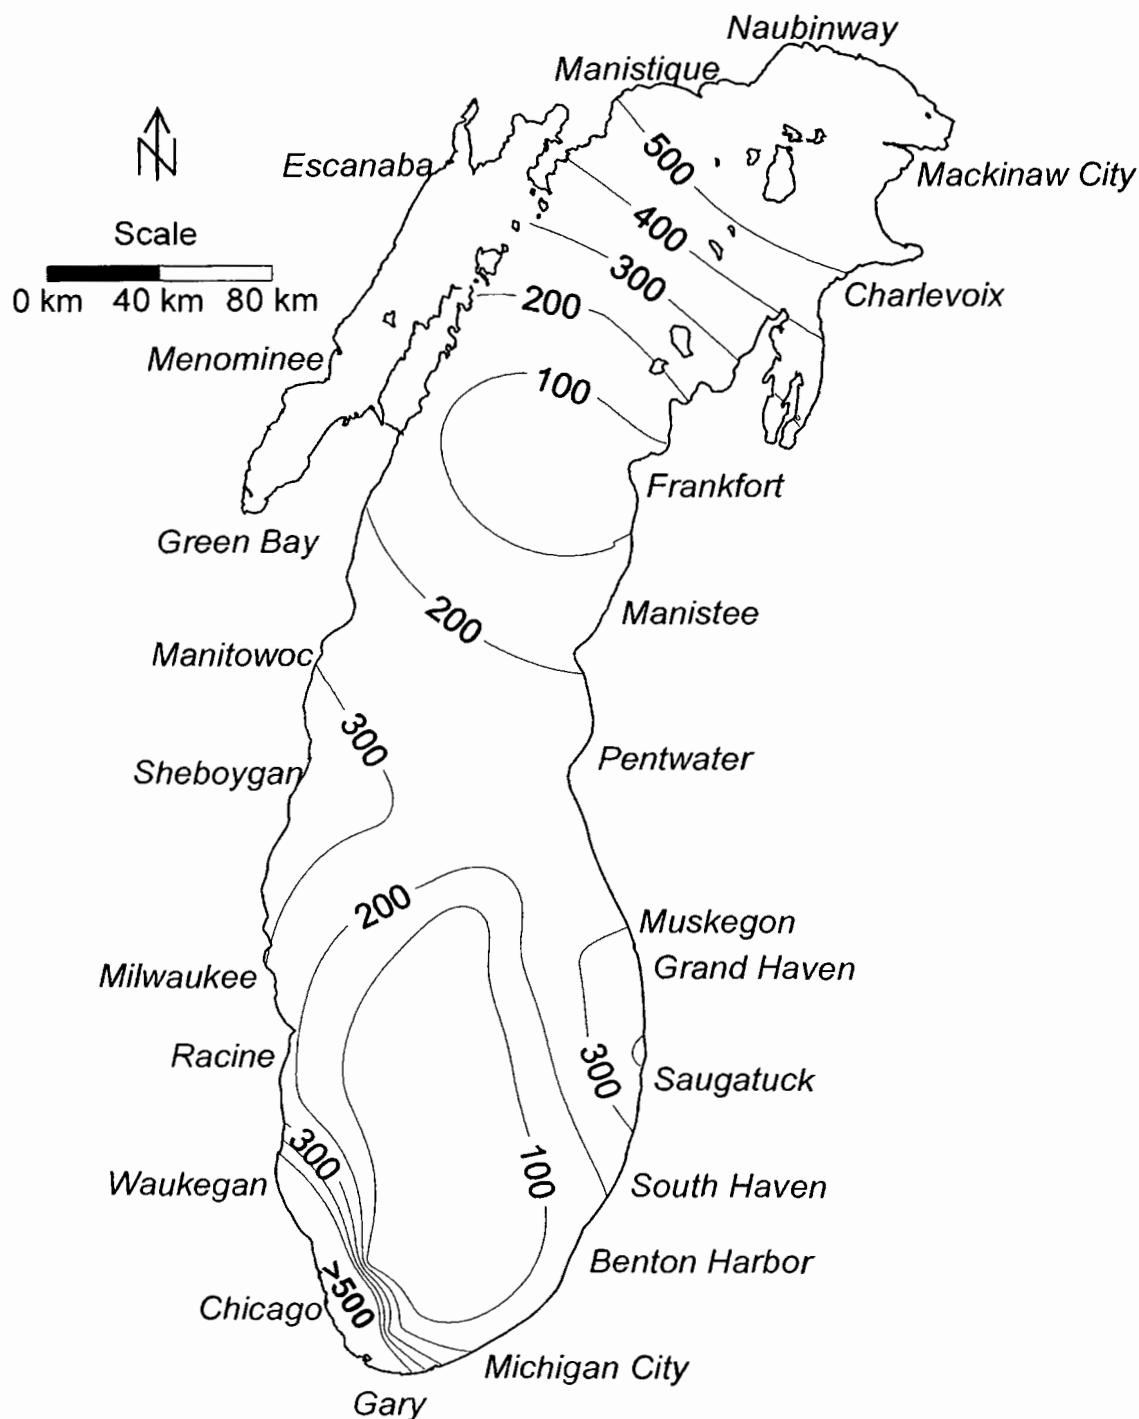 Naubinway
Manistique
N
Escanaba
500
Mackinaw City
Scale
400
300
0 km 40 km 80 km
Charlevoix
200
Menominee
100
Frankfort
Green Bay
200
Manistee
Manitowoc
300
Pentwater
Sheboygan
200
Muskegon
Grand Haven
Milwaukee
Racine
300
Saugatuck
300
100
Waukegan
South Haven
Benton Harbor
>500
Chicago
Michigan City
Gary